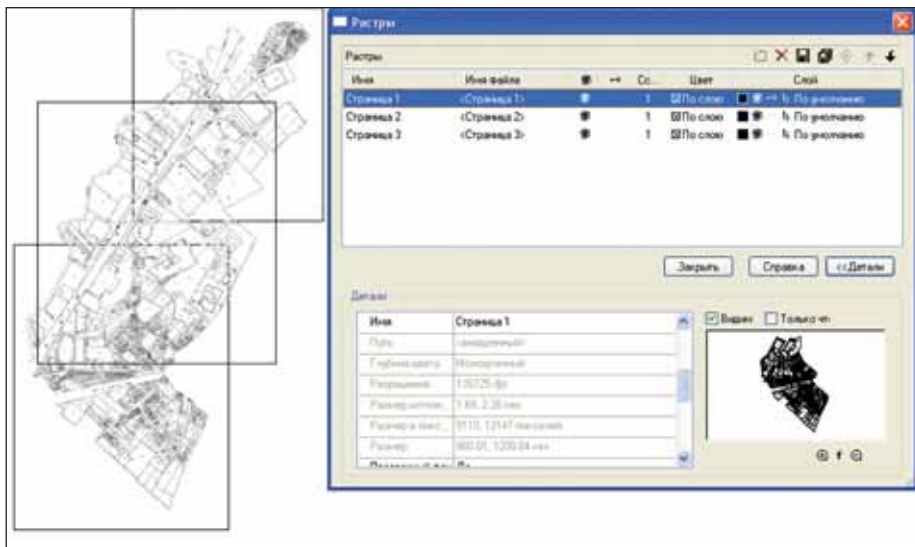 Растры
Растры
Имя Имя файла Со... Цвет Слой
Страница 1 <Страница 1> 1 По слою По умолчанию
Страница 2 <Страница 2> 1 По слою По умолчанию
Страница 3 <Страница 3> 1 По слою По умолчанию
Закрыть Справка <<Детали
Детали
Имя Страница 1
Видим Только чт
Путь
Глубина цвета Монохромный
Разрешение
Размер